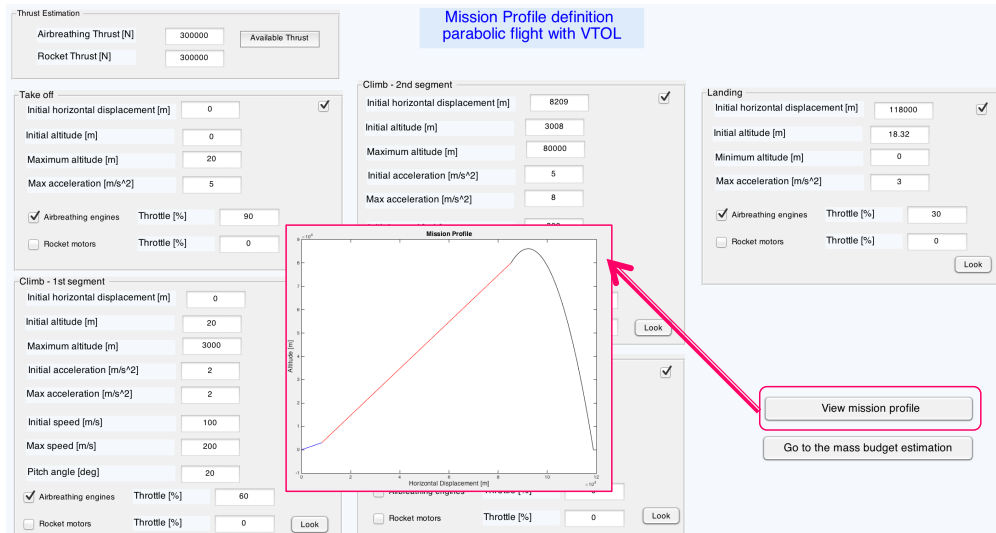 Mission Profile definition
parabolic flight with VTOL
Thrust Estimation
Airbreathing Thrust [N] 300000 Available Thrust
Rocket Thrust [N] 300000
Take off
Initial horizontal displacement [m] 0
Initial altitude [m] 0
Maximum altitude [m] 20
Max acceleration [m/s^2] 5
Airbreathing engines Throttle [%] 90
Rocket motors Throttle [%] 0
Climb - 1st segment
Initial horizontal displacement [m] 0
Initial altitude [m] 20
Maximum altitude [m] 3000
Initial acceleration [m/s^2] 2
Max acceleration [m/s^2] 2
Initial speed [m/s] 100
Max speed [m/s] 200
Pitch angle [deg] 20
Airbreathing engines Throttle [%] 60
Rocket motors Throttle [%] 0 Look
Climb - 2nd segment
Initial horizontal displacement [m] 8209
Initial altitude [m] 3008
Maximum altitude [m] 80000
Initial acceleration [m/s^2] 5
Max acceleration [m/s^2] 8
Look
Mission Profile
Altitude [m]
0 2 4 6 8 10 12
Horizontal Displacement [m]
Rocket motors Throttle [%] 0 Look
Landing
Initial horizontal displacement [m] 118000
Initial altitude [m] 18.32
Minimum altitude [m] 0
Max acceleration [m/s^2] 3
Airbreathing engines Throttle [%] 30
Rocket motors Throttle [%] 0
Look
View mission profile
Go to the mass budget estimation